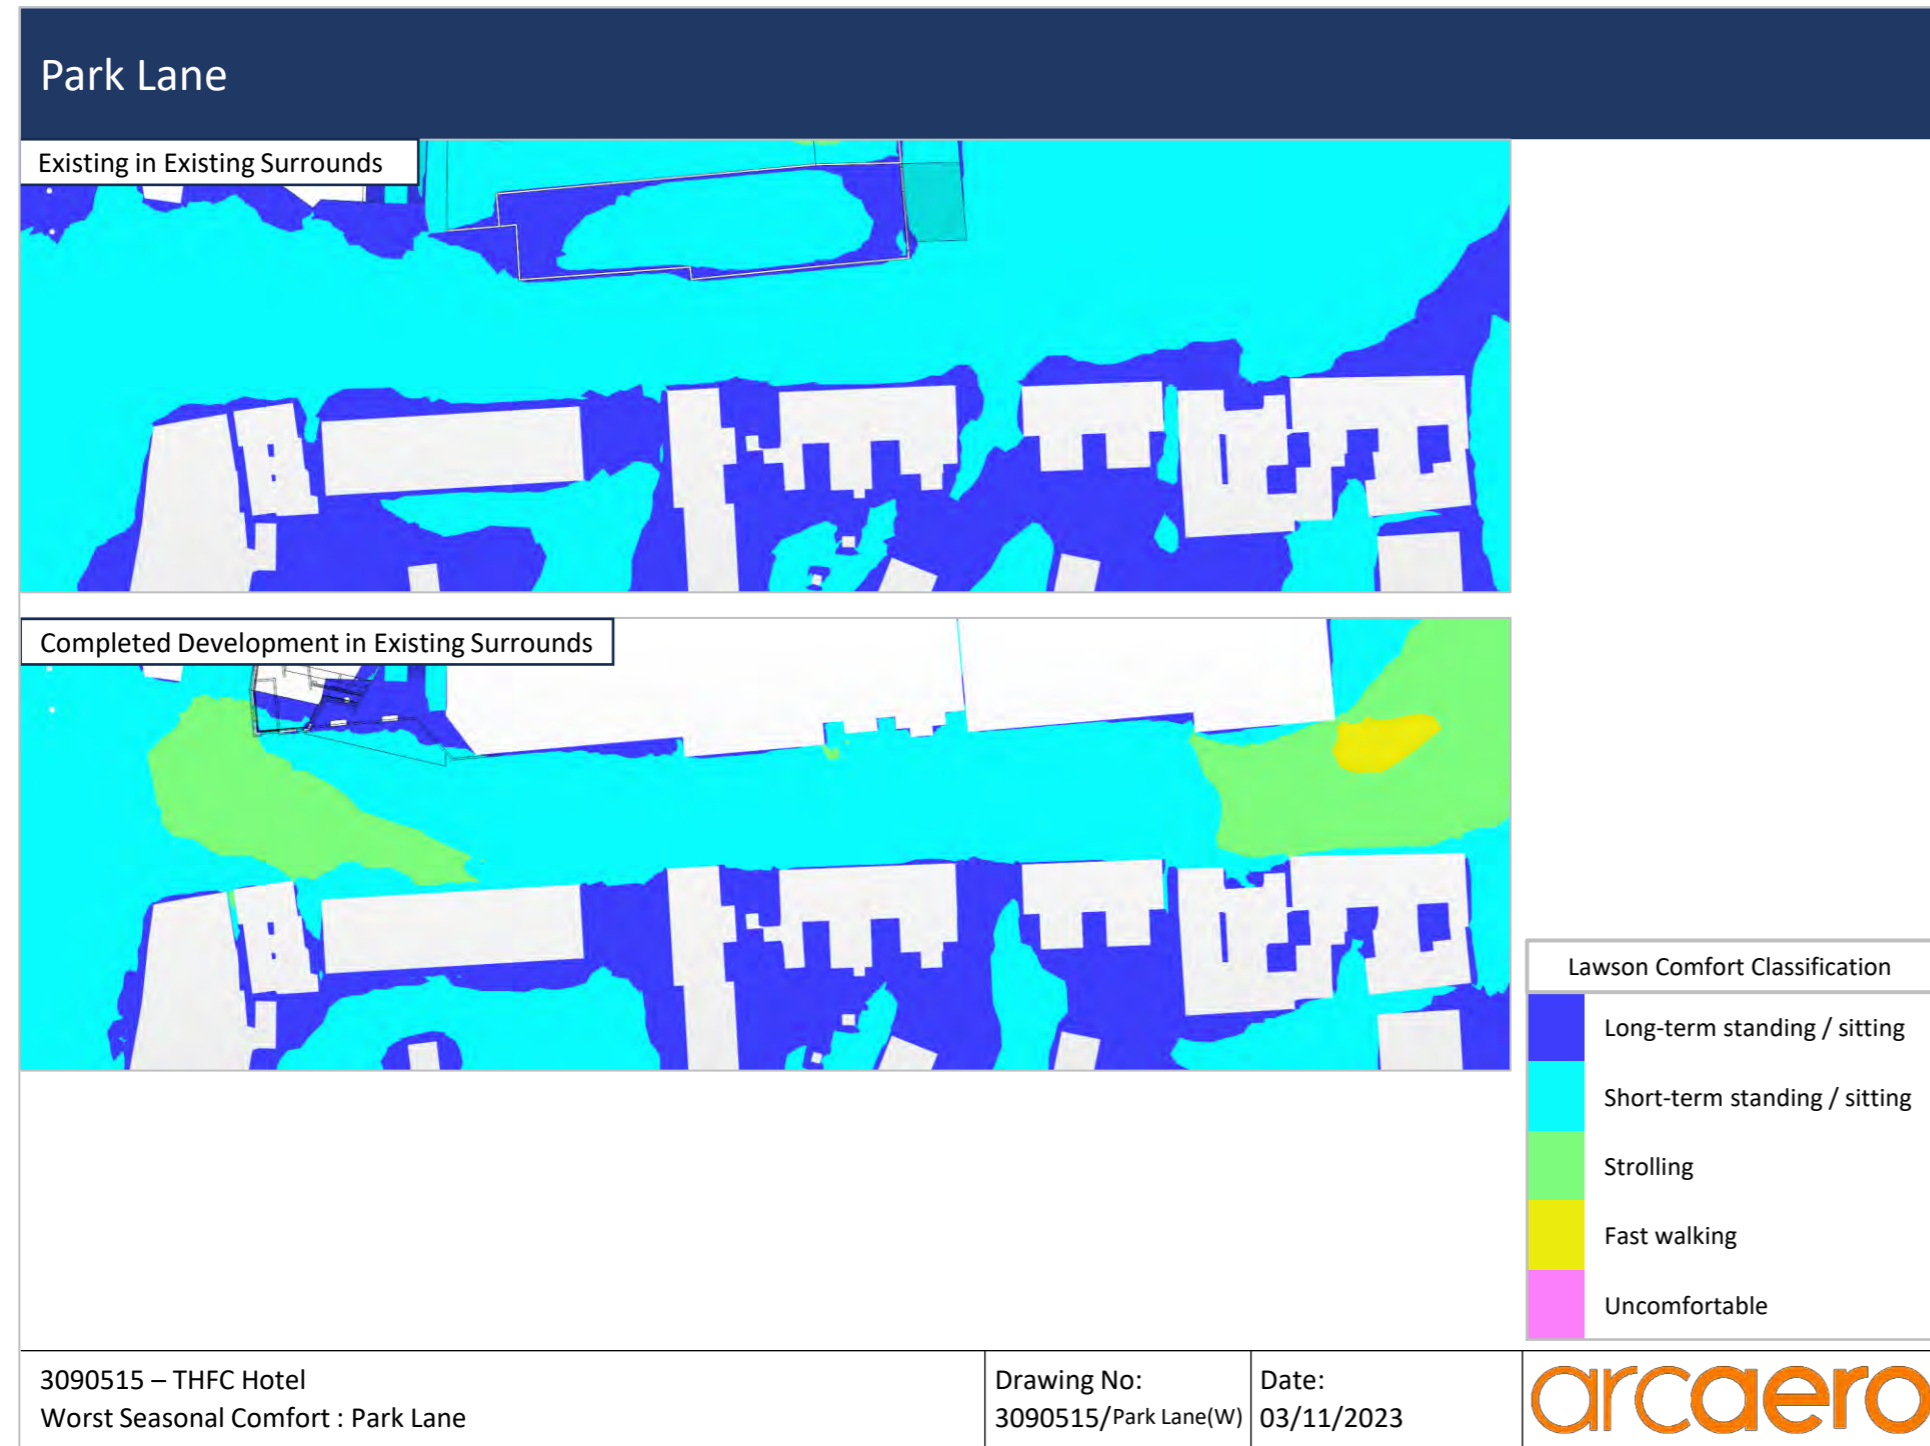 Park Lane
Existing in Existing Surrounds
Completed Development in Existing Surrounds
Lawson Comfort Classification
Long-term standing / sitting
Short-term standing / sitting
Strolling
Fast walking
Uncomfortable
3090515 – THFC Hotel
Worst Seasonal Comfort : Park Lane
Drawing No:
3090515/Park Lane(W)
Date:
03/11/2023
arcaero